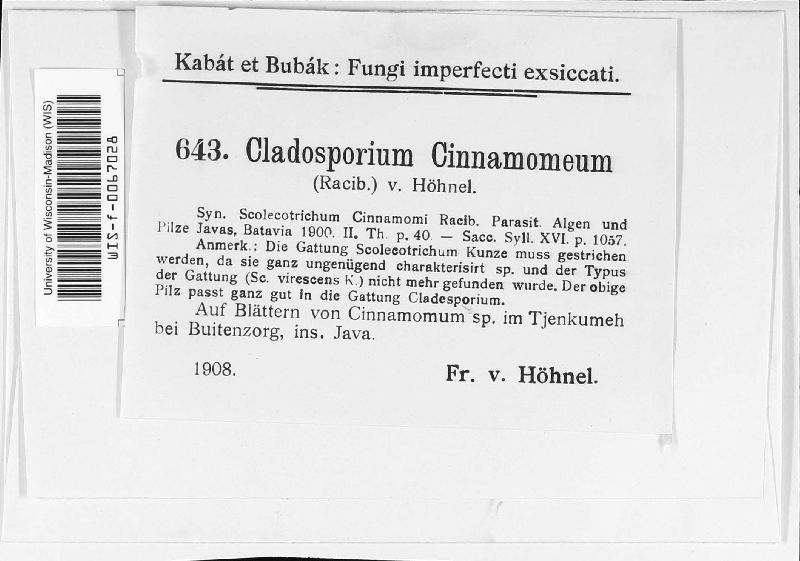 Kabát et Bubák: Fungi imperfecti exsiccati.
643. Cladosporium Cinnamomeum
(Racib.) v. Höhnel.
Syn. Scolecotrichum Cinnamomi Racib. Parasit. Algen und
Pilze Javas, Batavia 1900. II. Th. p. 40. — Sacc. Syll. XVI. p. 1057.
Anmerk.: Die Gattung Scolecotrichum Kunze muss gestrichen
werden, da sie ganz ungenügend charakterisirt sp. und der Typus
der Gattung (Sc. virescens K.) nicht mehr gefunden wurde. Der obige
Pilz passt ganz gut in die Gattung Cladesporium.
Auf Blättern von Cinnamomum sp. im Tjenkumeh
bei Buitenzorg, ins. Java.
1908.
Fr. v. Höhnel.
University of Wisconsin-Madison (WIS)
WIS-f-0067028